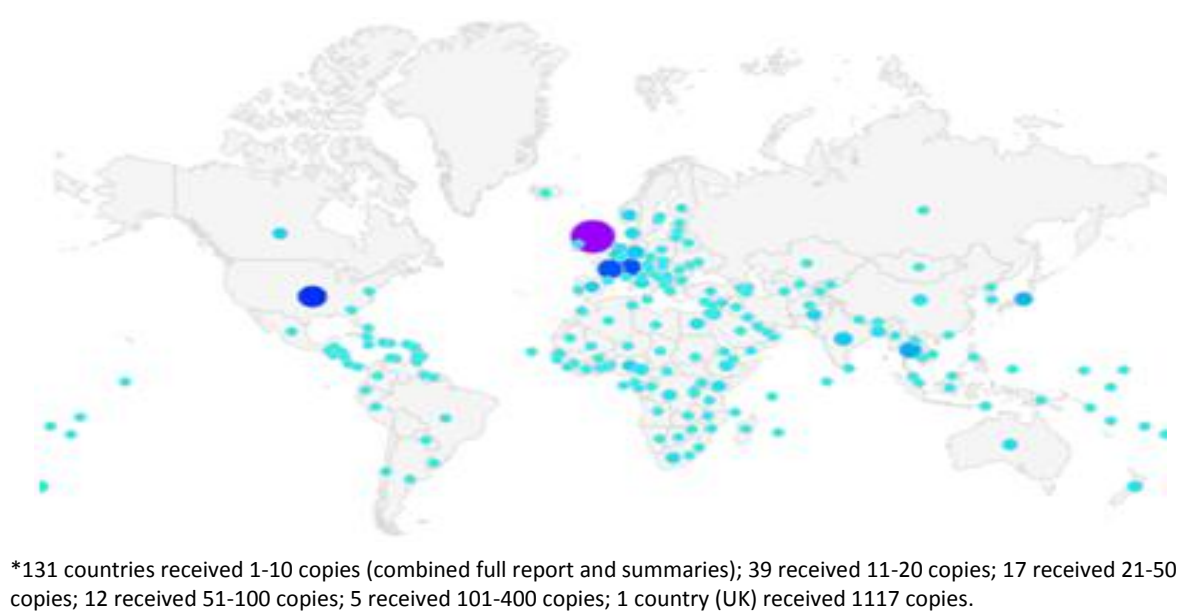 *131 countries received 1-10 copies (combined full report and summaries); 39 received 11-20 copies; 17 received 21-50
copies; 12 received 51-100 copies; 5 received 101-400 copies; 1 country (UK) received 1117 copies.